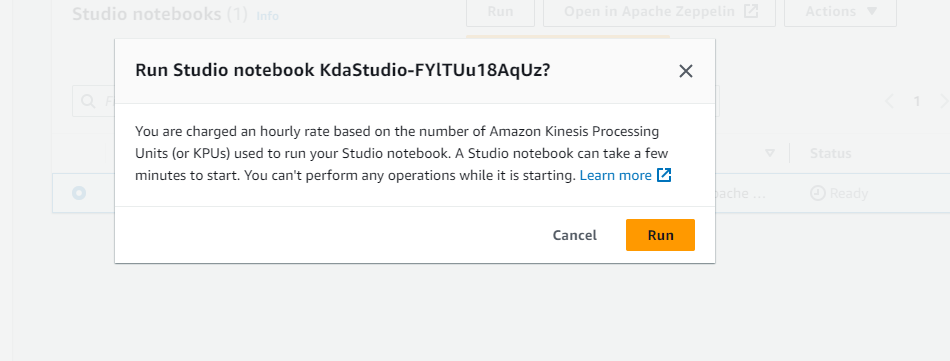 Studio notebooks (1) Info
Run
Open in Apache Zeppelin
Actions
Run Studio notebook KdaStudio-FYlTUu18AqUz?
1
You are charged an hourly rate based on the number of Amazon Kinesis Processing
Units (or KPUs) used to run your Studio notebook. A Studio notebook can take a few
minutes to start. You can't perform any operations while it is starting. Learn more
Status
Ready
Cancel
Run